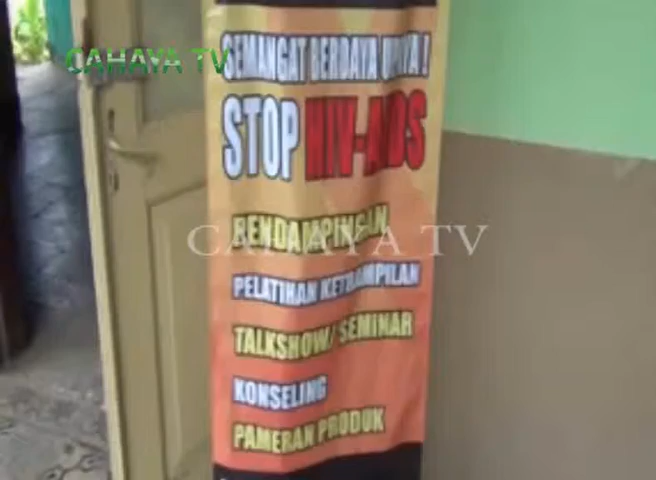 CAHAYA TV
SEMANGAT BERDAYA UNTUK !
STOP HIV-AIDS
PENDAMPINGAN
CAHAYA TV
PELATIHAN KETRAMPILAN
TALKSHOW/ SEMINAR
KONSELING
PAMERAN PRODUK